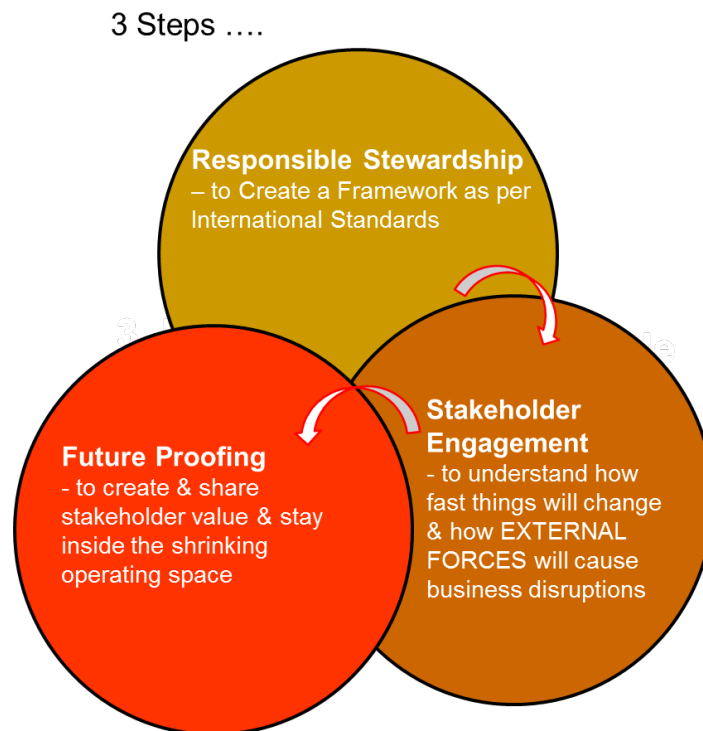 3 Steps ….
Responsible Stewardship
– to Create a Framework as per
International Standards
Stakeholder
Engagement
- to understand how
fast things will change
& how EXTERNAL
FORCES will cause
business disruptions
Future Proofing
- to create & share
stakeholder value & stay
inside the shrinking
operating space